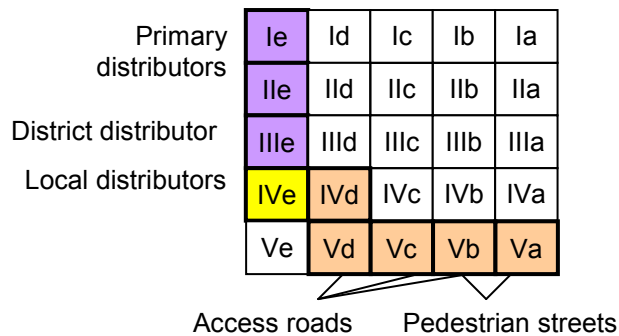 Primary
distributors
Ie Id Ic Ib Ia
IIe IId IIc IIb IIa
District distributor
IIIe IIId IIIc IIIb IIIa
Local distributors
IVe IVd IVc IVb IVa
Ve Vd Vc Vb Va
Access roads Pedestrian streets